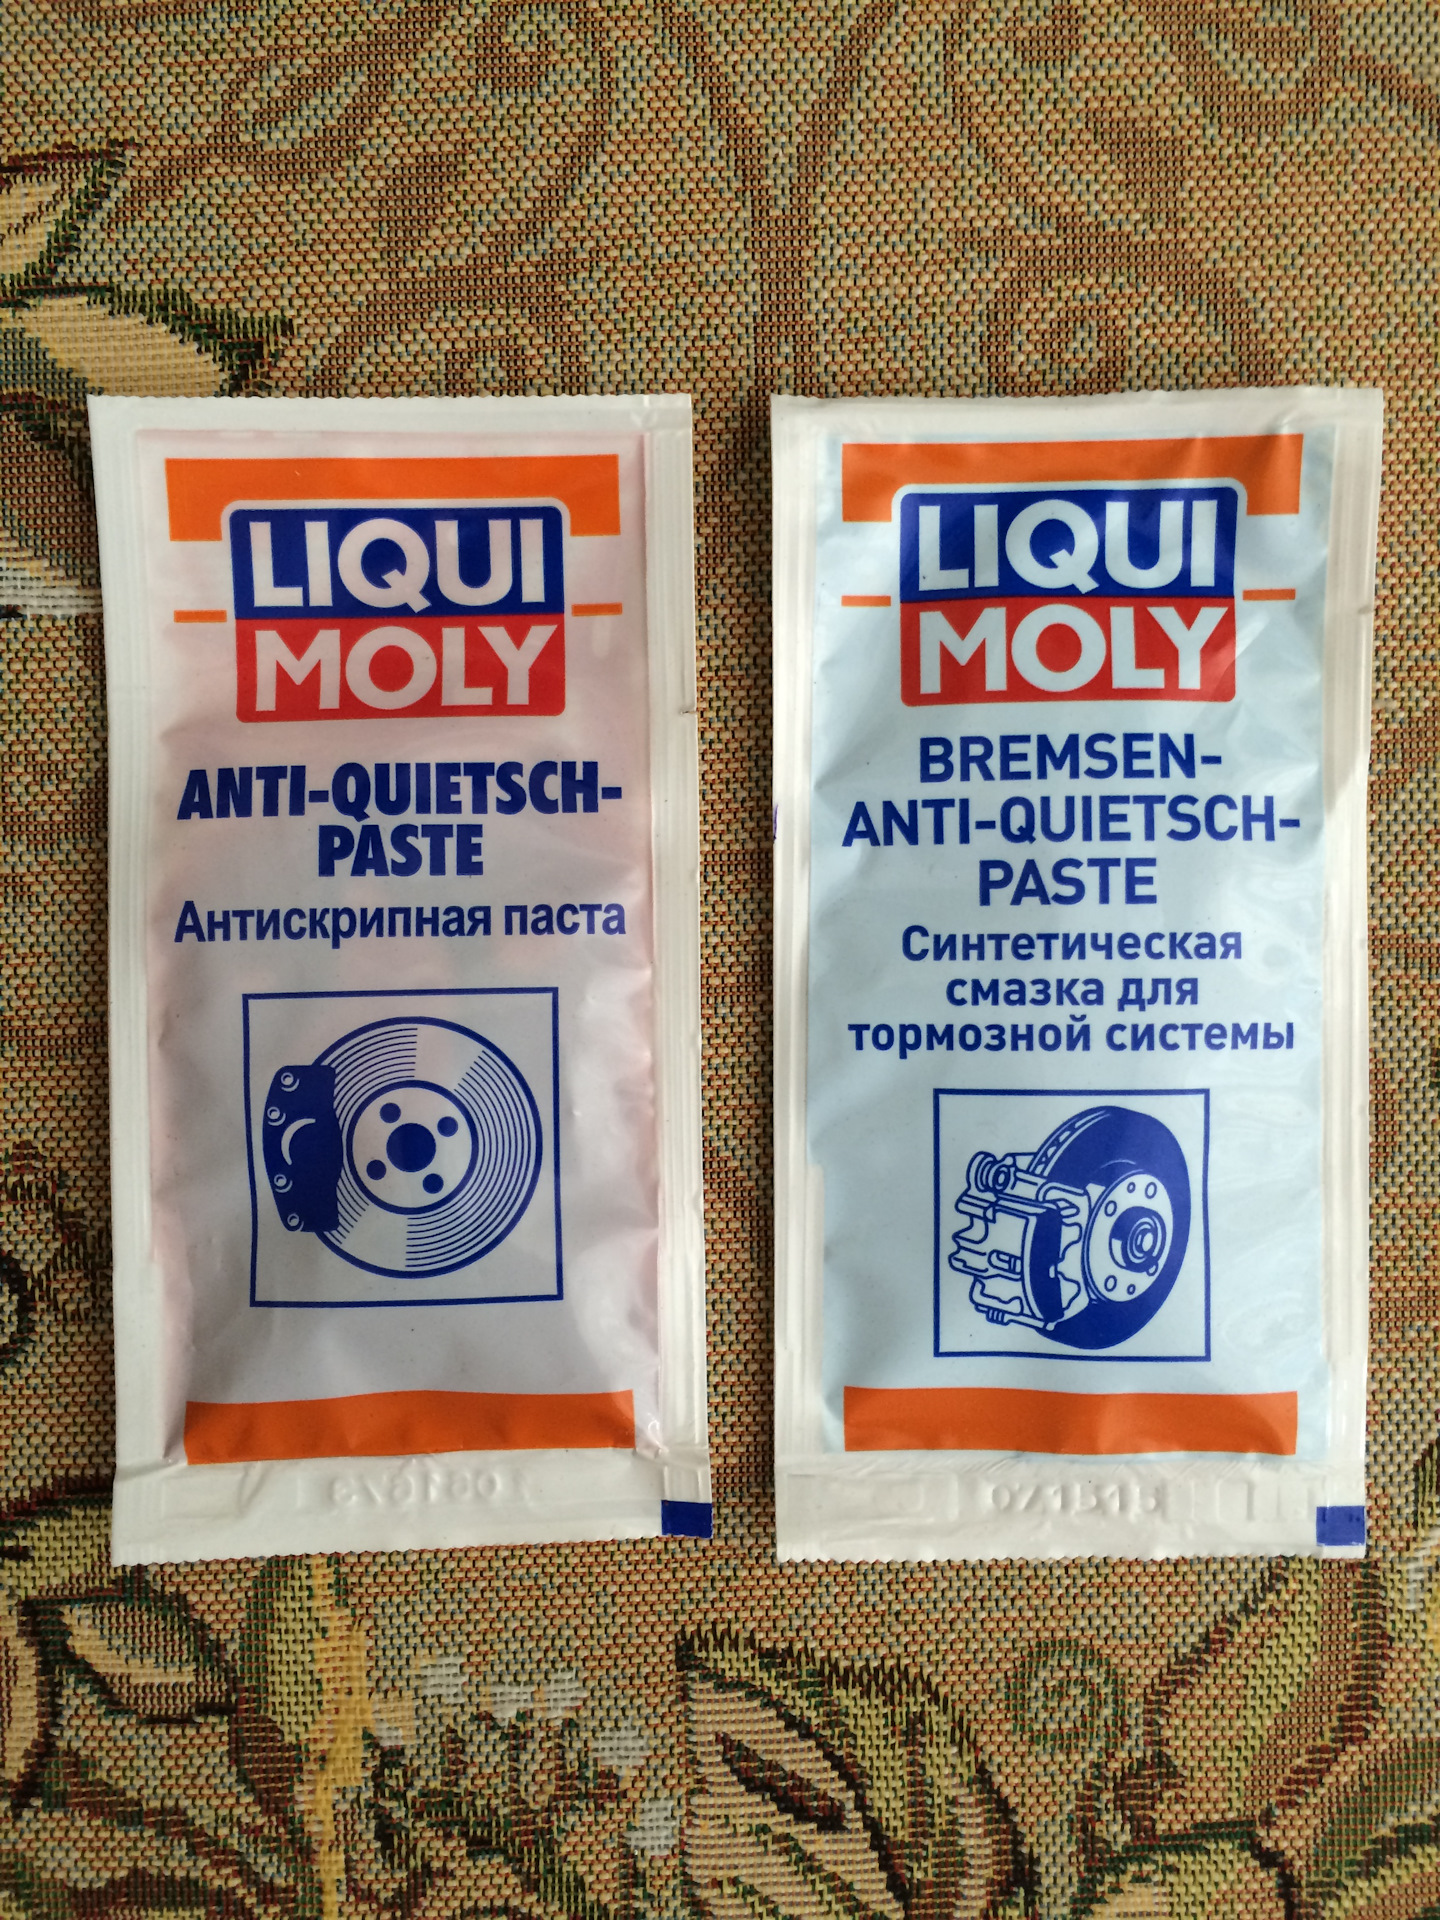 LIQUI
MOLY
ANTI-QUIETSCH-
PASTE
Антискрипная паста
LIQUI
MOLY
BREMSEN-
ANTI-QUIETSCH-
PASTE
Синтетическая
смазка для
тормозной системы